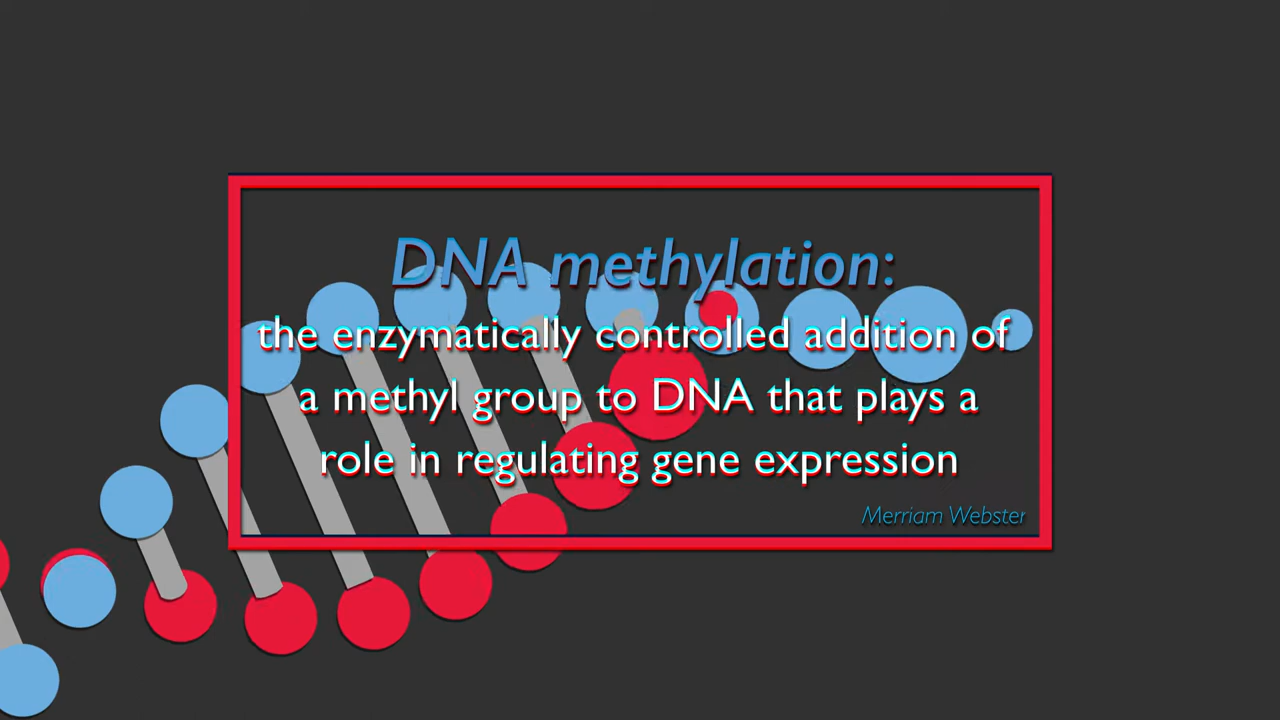 DNA methylation:
the enzymatically controlled addition of
a methyl group to DNA that plays a
role in regulating gene expression
Merriam Webster